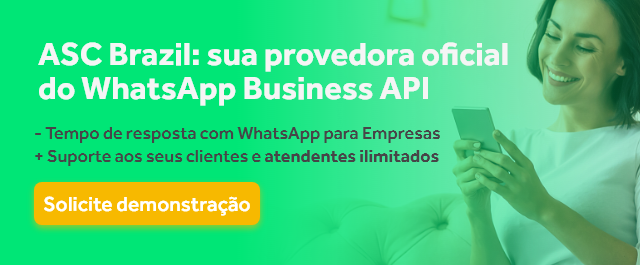 ASC Brazil: sua provedora oficial
do WhatsApp Business API
- Tempo de resposta com WhatsApp para Empresas
+ Suporte aos seus clientes e atendentes ilimitados
Solicite demonstração